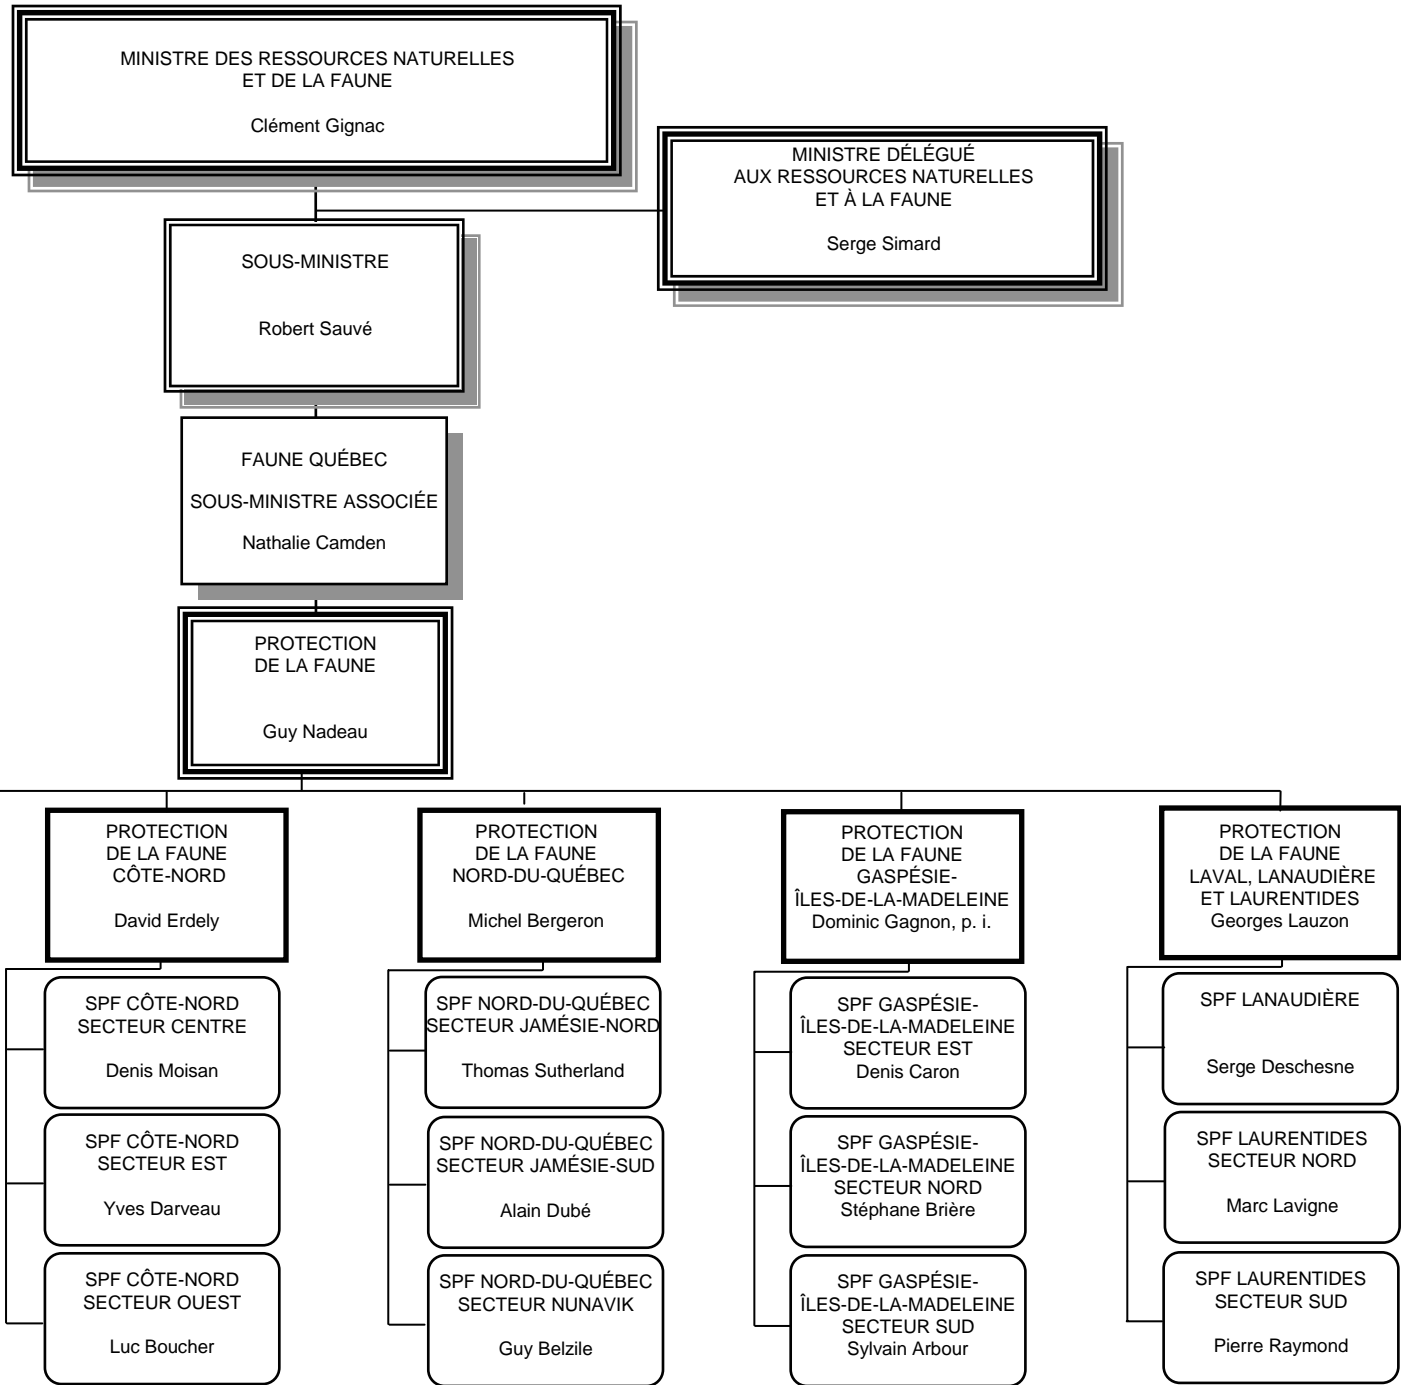 MINISTRE DES RESSOURCES NATURELLES
ET DE LA FAUNE
Clément Gignac
MINISTRE DÉLÉGUÉ
AUX RESSOURCES NATURELLES
ET À LA FAUNE
Serge Simard
SOUS-MINISTRE
Robert Sauvé
FAUNE QUÉBEC
SOUS-MINISTRE ASSOCIÉE
Nathalie Camden
PROTECTION
DE LA FAUNE
Guy Nadeau
PROTECTION
DE LA FAUNE
CÔTE-NORD
David Erdely
SPF CÔTE-NORD
SECTEUR CENTRE
Denis Moisan
SPF CÔTE-NORD
SECTEUR EST
Yves Darveau
SPF CÔTE-NORD
SECTEUR OUEST
Luc Boucher
PROTECTION
DE LA FAUNE
NORD-DU-QUÉBEC
Michel Bergeron
SPF NORD-DU-QUÉBEC
SECTEUR JAMÉSIE-NORD
Thomas Sutherland
SPF NORD-DU-QUÉBEC
SECTEUR JAMÉSIE-SUD
Alain Dubé
SPF NORD-DU-QUÉBEC
SECTEUR NUNAVIK
Guy Belzile
PROTECTION
DE LA FAUNE
GASPÉSIE-
ÎLES-DE-LA-MADELEINE
Dominic Gagnon, p. i.
SPF GASPÉSIE-
ÎLES-DE-LA-MADELEINE
SECTEUR EST
Denis Caron
SPF GASPÉSIE-
ÎLES-DE-LA-MADELEINE
SECTEUR NORD
Stéphane Brière
SPF GASPÉSIE-
ÎLES-DE-LA-MADELEINE
SECTEUR SUD
Sylvain Arbour
PROTECTION
DE LA FAUNE
LAVAL, LANAUDIÈRE
ET LAURENTIDES
Georges Lauzon
SPF LANAUDIÈRE
Serge Deschesne
SPF LAURENTIDES
SECTEUR NORD
Marc Lavigne
SPF LAURENTIDES
SECTEUR SUD
Pierre Raymond